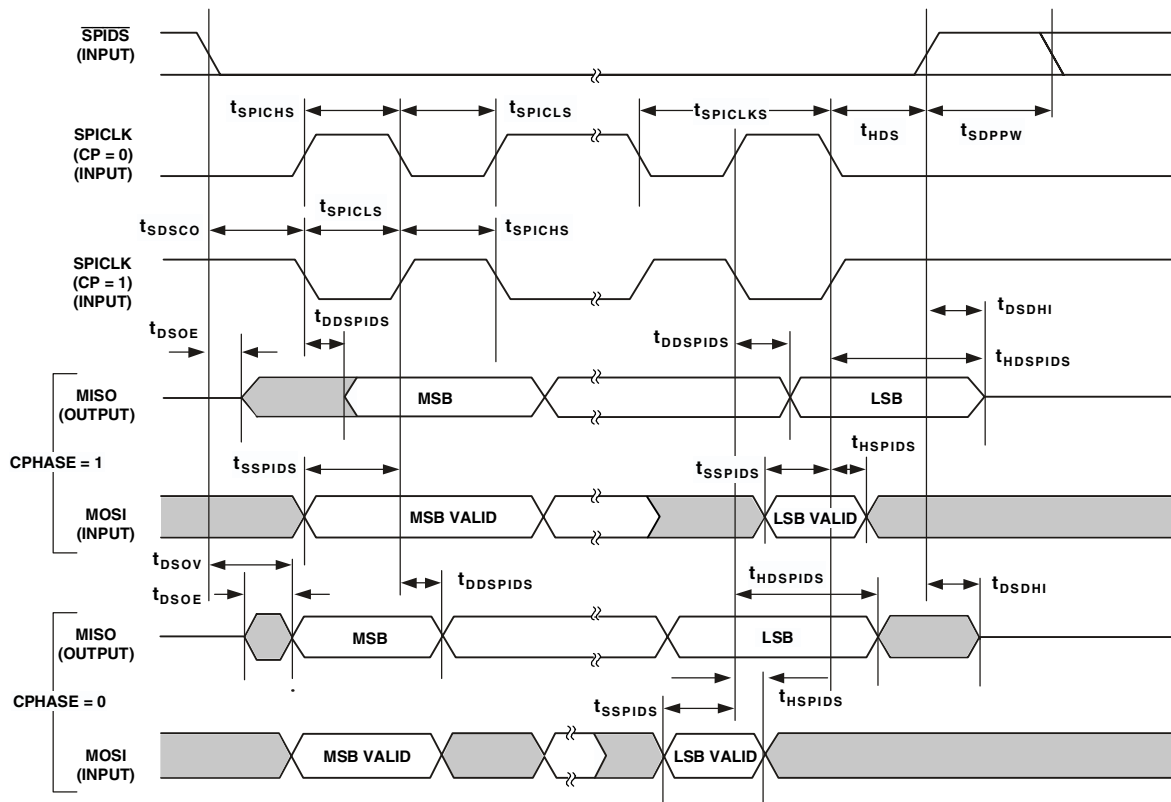 SPIDS
(INPUT)
tSPICHS
tSPICLS
tSPICLKS
tHDS
tSDPPW
SPICLK
(CP = 0)
(INPUT)
tSDSCO
tSPICLS
tSPICHS
SPICLK
(CP = 1)
(INPUT)
tDSOE
tDDSPIDS
tDDSPIDS
tDSDHI
tHDSPIDS
CPHASE = 1
MISO
(OUTPUT)
MSB
LSB
tSSPIDS
tSSPIDS
tHSPIDS
MOSI
(INPUT)
MSB VALID
LSB VALID
tDSOV
tDSOE
tDDSPIDS
tHDSPIDS
tDSDHI
CPHASE = 0
MISO
(OUTPUT)
MSB
LSB
tSSPIDS
tHSPIDS
MOSI
(INPUT)
MSB VALID
LSB VALID